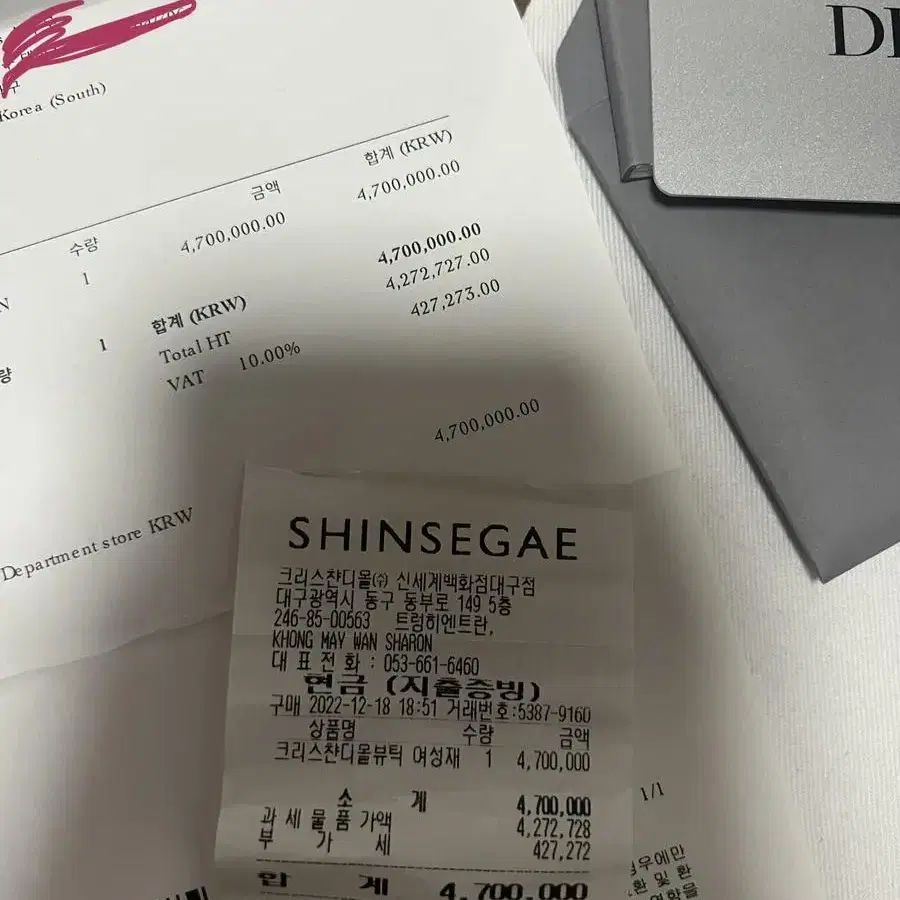 Korea (South)
수량 금액 합계 (KRW)
1 4,700,000.00 4,700,000.00
1 합계 (KRW) 4,700,000.00
Total HT 4,272,727.00
VAT 10.00% 427,273.00
4,700,000.00
Department store KRW
DI
SHINSEGAE
크리스챤디올㈜ 신세계백화점대구점
대구광역시 동구 동부로 149 5층
246-85-00563 트렁히엔트란,
KHONG MAY WAN SHARON
대 표 전 화 : 053-661-6460
현금 (지출증빙)
구매 2022-12-18 18:51 거래번호:5387-9160
상품명 수량 금액
크리스챤디올뷰틱 여성재 1 4,700,000
소 계 4,700,000
과 세 물 품 가액 4,272,728
부 가 세 427,272
합 계 4,700,000
1/1